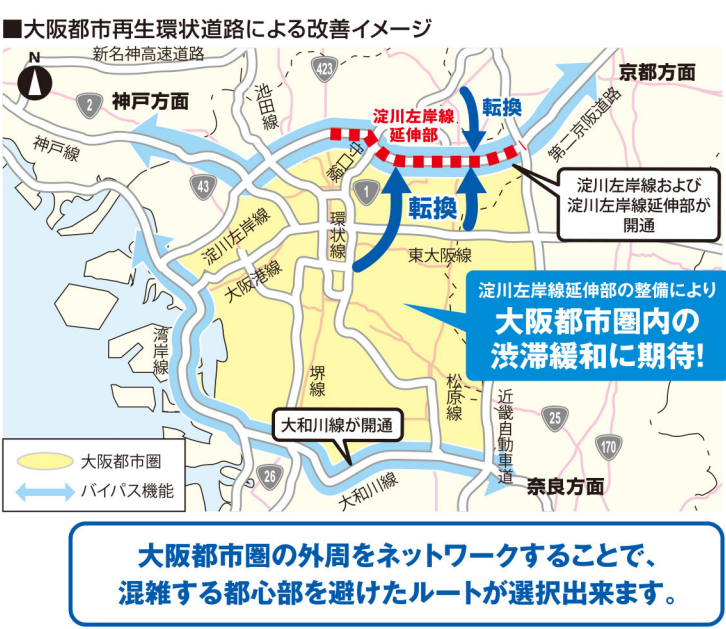 ■大阪都市再生環状道路による改善イメージ
N
新名神高速道路
423
京都方面
2
神戸方面
池田線
淀川左岸線
延伸部
転換
第二京阪道路
神戸線
守口線
43
1
転換
淀川左岸線および
淀川左岸線延伸部が
開通
環状線
淀川左岸線
東大阪線
大阪港線
淀川左岸線延伸部の整備により
大阪都市圏内の
渋滞緩和に期待!
湾岸線
堺線
松原線
近畿自動車道
25
大和川線が開通
170
大阪都市圏
バイパス機能
26
大和川線
奈良方面
大阪都市圏の外周をネットワークすることで、
混雑する都心部を避けたルートが選択出来ます。